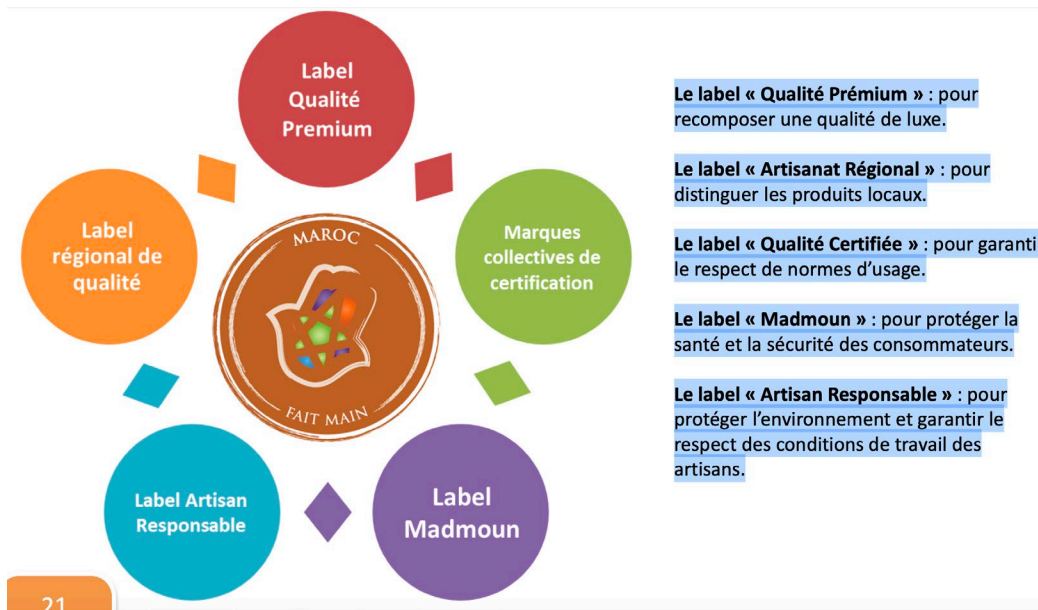 Label
Qualité
Premium
Label
régional de
qualité
MAROC
FAIT MAIN
Marques
collectives de
certification
Label Artisan
Responsable
Label
Madmoun
Le label « Qualité Prémium » : pour
recomposer une qualité de luxe.
Le label « Artisanat Régional » : pour
distinguer les produits locaux.
Le label « Qualité Certifiée » : pour garanti
le respect de normes d’usage.
Le label « Madmoun » : pour protéger la
santé et la sécurité des consommateurs.
Le label « Artisan Responsable » : pour
protéger l’environnement et garantir le
respect des conditions de travail des
artisans.
21